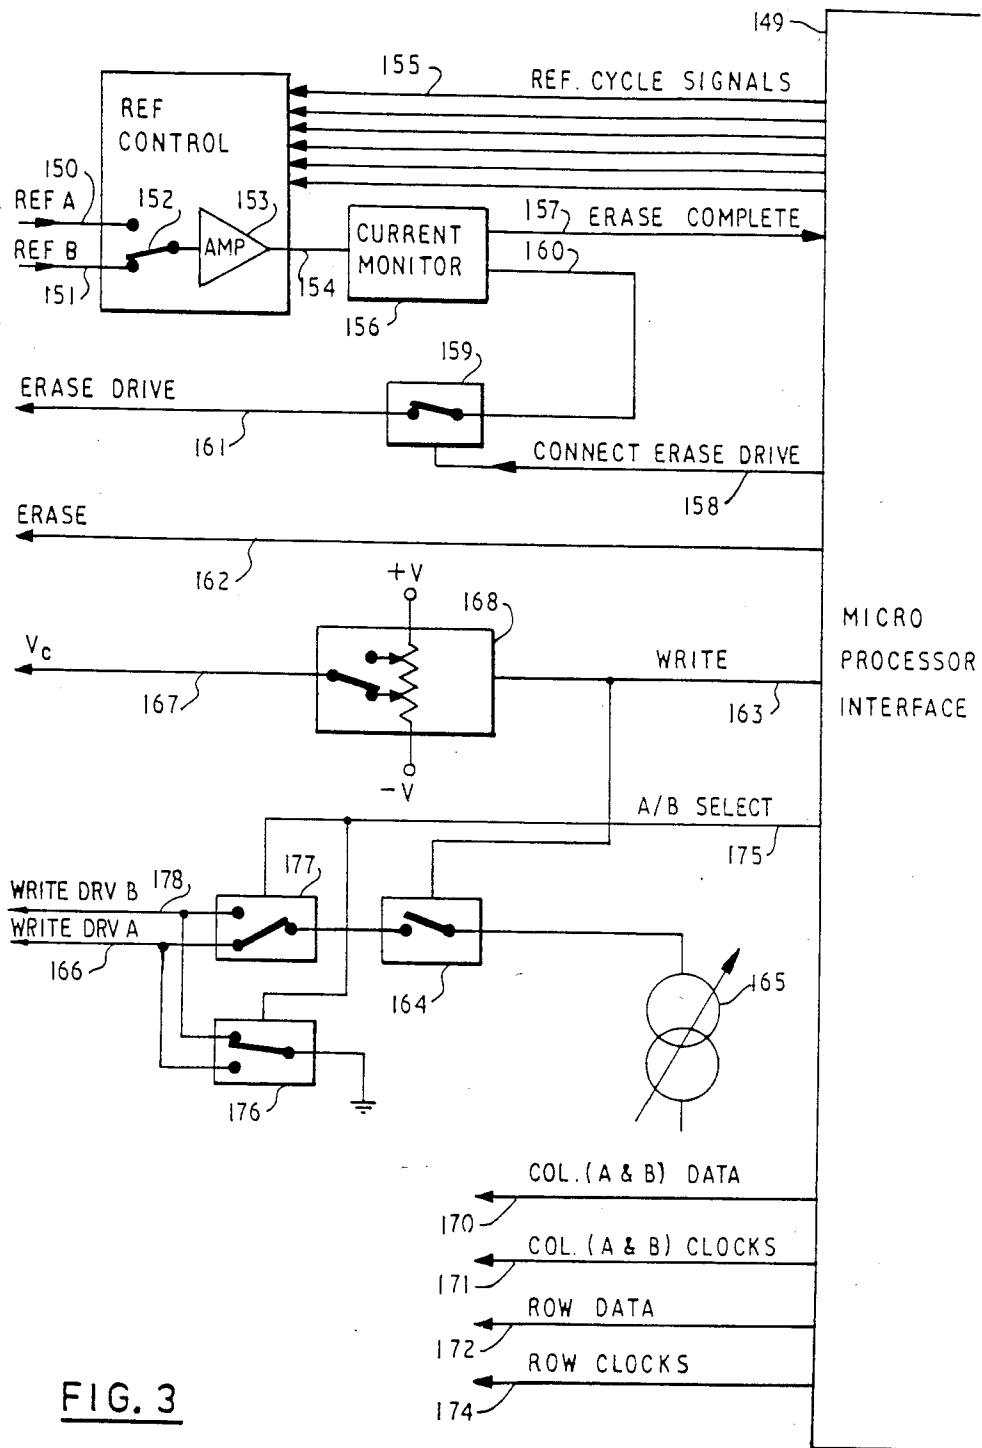 149
155
REF. CYCLE SIGNALS
REF
CONTROL
150
REF A
152
153
157
ERASE COMPLETE
REF B
AMP
CURRENT
MONITOR
160
151
154
156
159
ERASE DRIVE
161
CONNECT ERASE DRIVE
158
ERASE
162
+V
168
MICRO
PROCESSOR
INTERFACE
Vc
WRITE
167
163
-V
A/B SELECT
175
WRITE DRV B
178
177
WRITE DRV A
166
164
165
176
COL. (A & B) DATA
170
COL. (A & B) CLOCKS
171
ROW DATA
172
ROW CLOCKS
174
FIG. 3